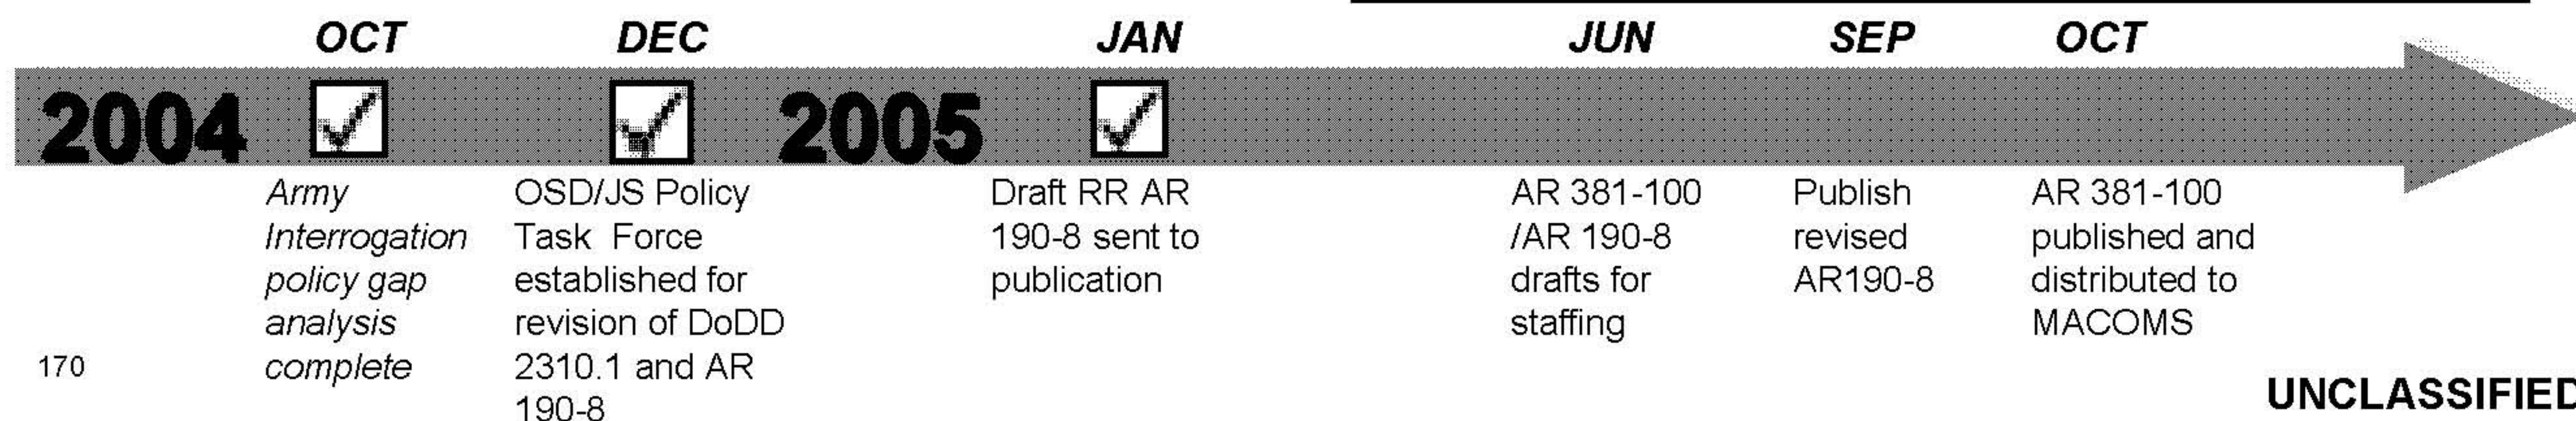 OCT DEC JAN JUN SEP OCT
2004 2005
Army
Interrogation
policy gap
analysis
complete
OSD/JS Policy
Task Force
established for
revision of DoDD
2310.1 and AR
190-8
Draft RR AR
190-8 sent to
publication
AR 381-100
/AR 190-8
drafts for
staffing
Publish
revised
AR190-8
AR 381-100
published and
distributed to
MACOMS
170
UNCLASSIFIED